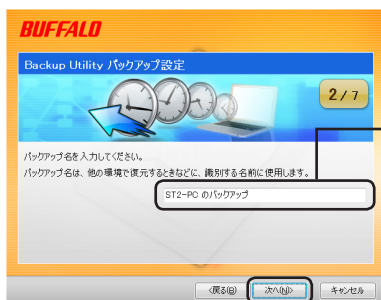 BUFFALO
Backup Utility バックアップ設定
2/7
バックアップ名を入力してください。
バックアップ名は、他の環境で復元するときなどに、識別する名前に使用します。
ST2-PC のバックアップ
<戻る(B) 次へ(N)> キャンセル